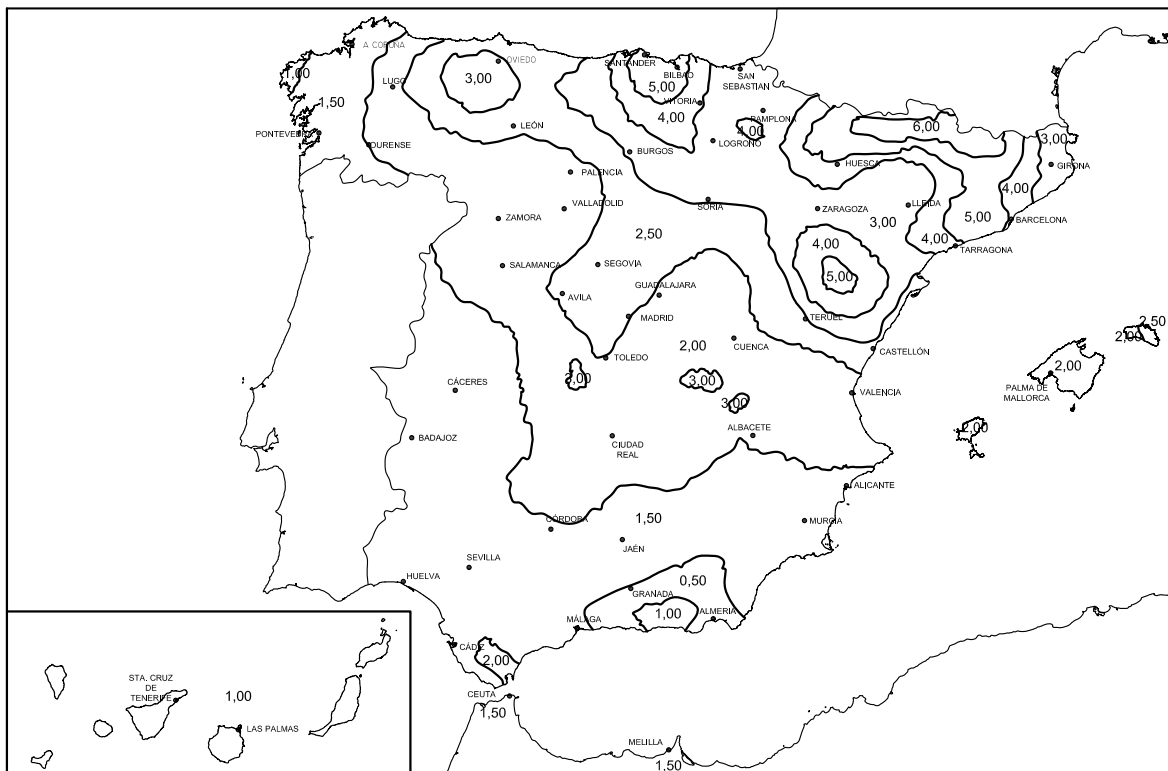 A CORUÑA
1,00
1,50
LUGO
OVIEDO
3,00
SANTANDER
BILBAO
5,00
VITORIA
4,00
SAN
SEBASTIAN
PAMPLONA
4,00
LOGROÑO
6,00
3,00
GIRONA
PONTEVEDRA
OURENSE
LEÓN
BURGOS
HUESCA
4,00
PALENCIA
VALLADOLID
ZAMORA
SORIA
ZARAGOZA
LLEIDA
3,00
5,00
BARCELONA
2,50
4,00
4,00
TARRAGONA
SALAMANCA
SEGOVIA
5,00
AVILA
GUADALAJARA
MADRID
TERUEL
2,50
2,00
2,00
CUENCA
CASTELLÓN
TOLEDO
2,00
3,00
3,00
CÁCERES
PALMA DE
MALLORCA
VALENCIA
3,00
2,00
BADAJOZ
CIUDAD
REAL
ALBACETE
ALICANTE
1,50
CÓRDOBA
MURCIA
JAÉN
SEVILLA
HUELVA
0,50
GRANADA
1,00
ALMERIA
MÁLAGA
CÁDIZ
2,00
CEUTA
1,50
MELILLA
1.50
STA. CRUZ
DE
TENERIFE
1,00
LAS PALMAS